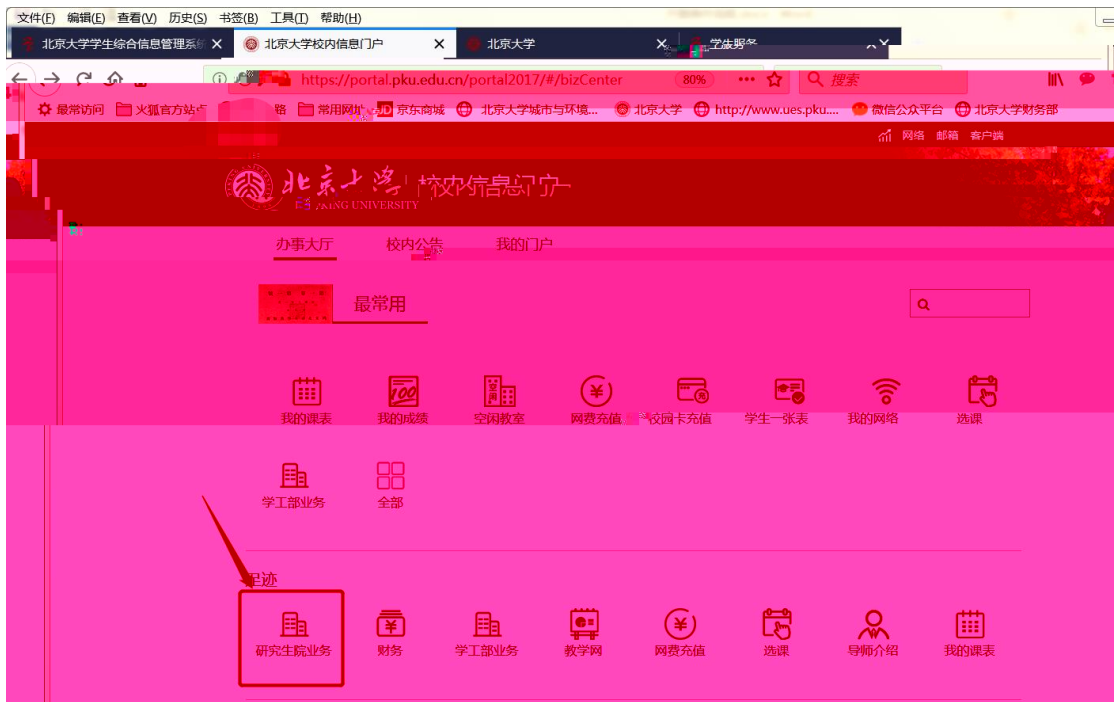 文件(F) 编辑(E) 查看(V) 历史(S) 书签(B) 工具(T) 帮助(H)
北京大学学生综合信息管理系统 × 北京大学校内信息门户 × 北京大学 ×
https://portal.pku.edu.cn/portal2017/#/bizCenter 80% 搜索
最常访问 火狐官方站点 常用网址 JD 京东商城 北京大学城市与环境... 北京大学 http://www.ues.pku.... 微信公众平台 北京大学财务部
网络 邮箱 客户端
北京大学 校内信息门户
UNIVERSITY
办事大厅 校内公告 我的门户
最常用
我的课表 我的成绩 空闲教室 网费充值 校园卡充值 学生一张表 我的网络 选课
学工部业务 全部
足迹
研究生院业务 财务 学工部业务 教学网 网费充值 选课 导师介绍 我的课表